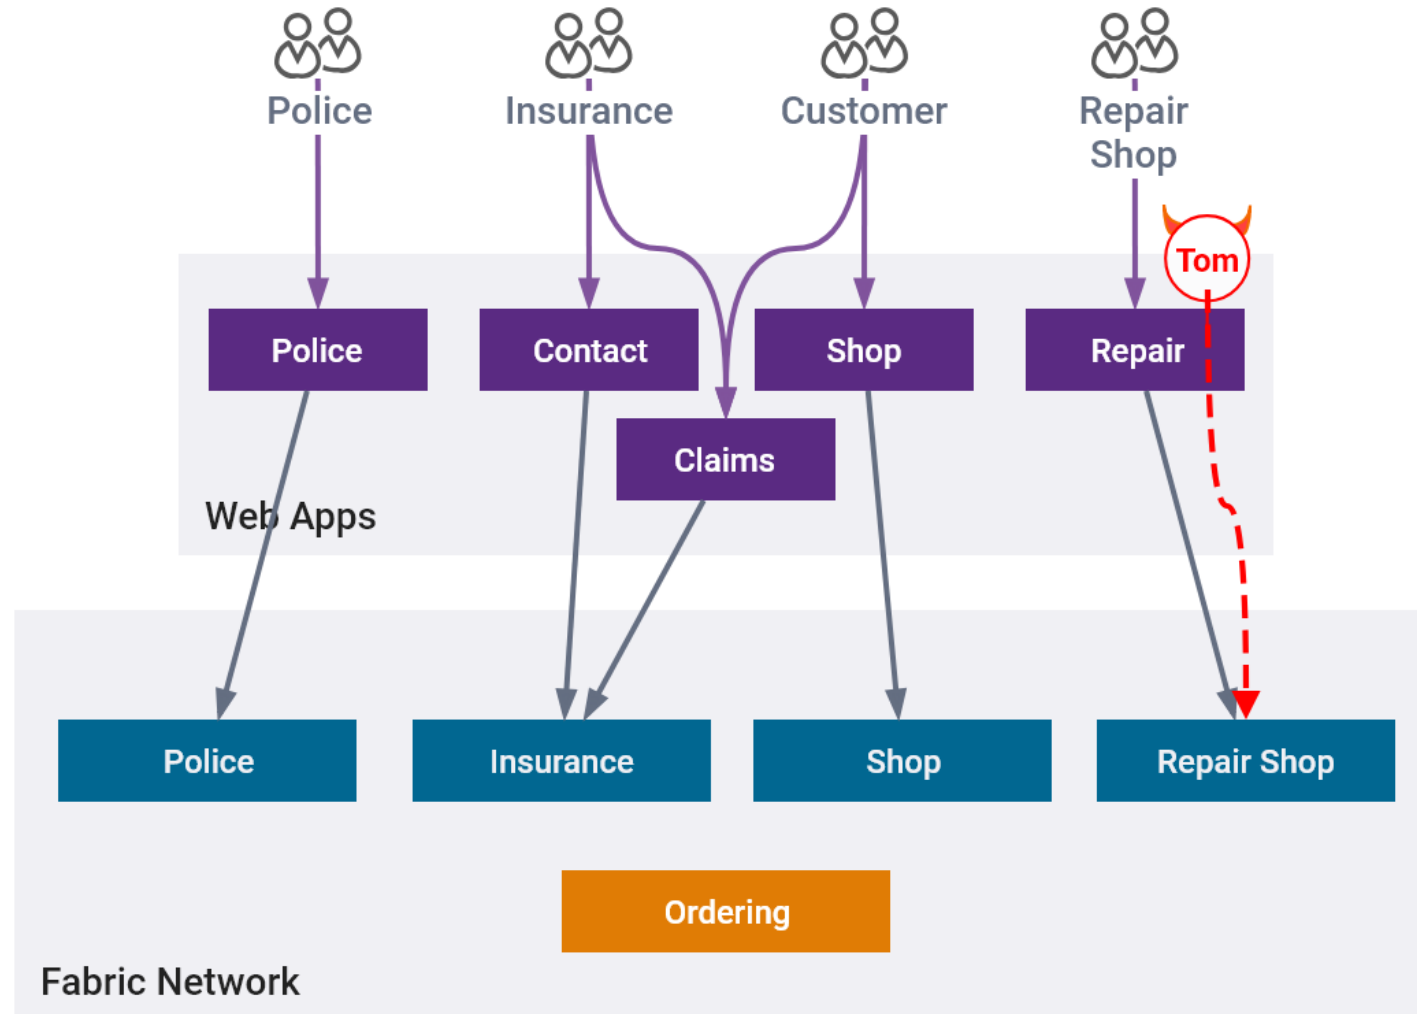 Police
Insurance
Customer
Repair
Shop
Tom
Police
Contact
Shop
Repair
Claims
Web Apps
Police
Insurance
Shop
Repair Shop
Ordering
Fabric Network